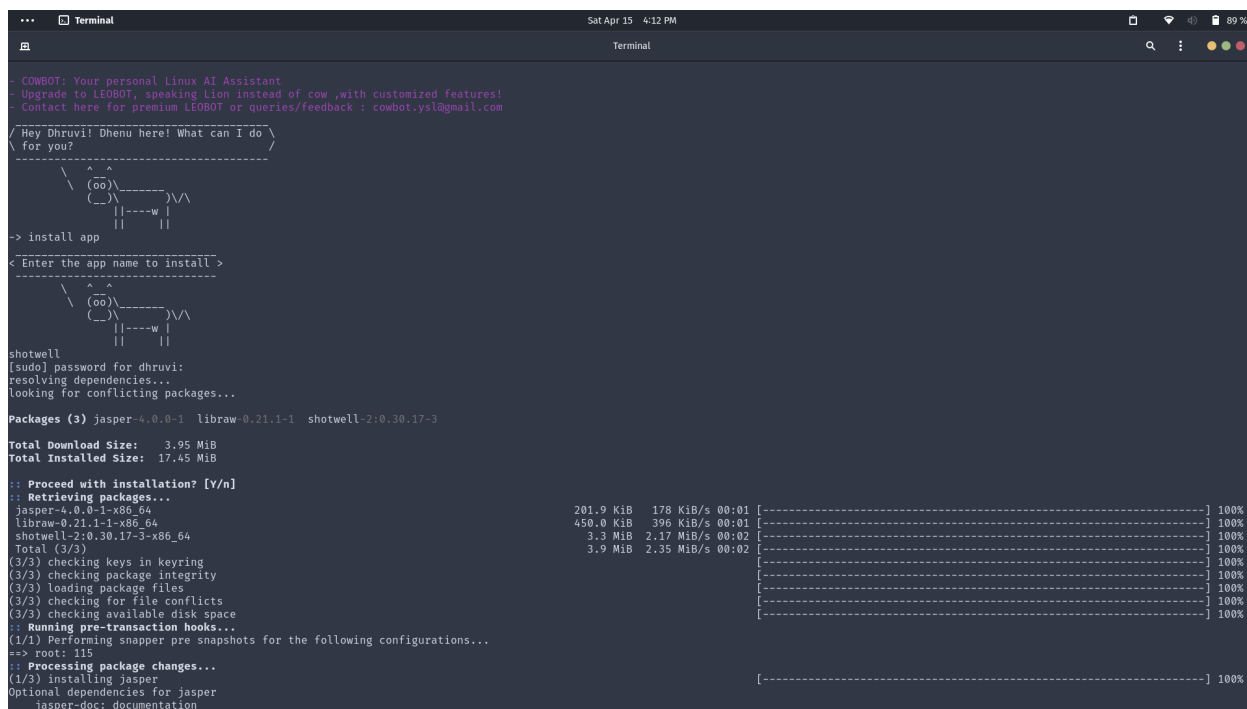 ••• Terminal Sat Apr 15 4:12 PM 89 %
Terminal
- COWBOT: Your personal Linux AI Assistant
- Upgrade to LEOBOT, speaking Lion instead of cow ,with customized features!
- Contact here for premium LEOBOT or queries/feedback : cowbot.ysl@gmail.com
 _______________________________________
/ Hey Dhruvi! Dhenu here! What can I do \
\ for you?                              /
 ---------------------------------------
        \   ^__^
         \  (oo)\_______
            (__)\       )\/\
                ||----w |
                ||     ||
-> install app
 _______________________________
< Enter the app name to install >
 -------------------------------
        \   ^__^
         \  (oo)\_______
            (__)\       )\/\
                ||----w |
                ||     ||
shotwell
[sudo] password for dhruvi:
resolving dependencies...
looking for conflicting packages...
Packages (3) jasper-4.0.0-1  libraw-0.21.1-1  shotwell-2:0.30.17-3
Total Download Size:    3.95 MiB
Total Installed Size:  17.45 MiB
:: Proceed with installation? [Y/n]
:: Retrieving packages...
 jasper-4.0.0-1-x86_64 201.9 KiB 178 KiB/s 00:01 [--------------------] 100%
 libraw-0.21.1-1-x86_64 450.0 KiB 396 KiB/s 00:01 [--------------------] 100%
 shotwell-2:0.30.17-3-x86_64 3.3 MiB 2.17 MiB/s 00:02 [--------------------] 100%
 Total (3/3) 3.9 MiB 2.35 MiB/s 00:02 [--------------------] 100%
(3/3) checking keys in keyring [--------------------] 100%
(3/3) checking package integrity [--------------------] 100%
(3/3) loading package files [--------------------] 100%
(3/3) checking for file conflicts [--------------------] 100%
(3/3) checking available disk space [--------------------] 100%
:: Running pre-transaction hooks...
(1/1) Performing snapper pre snapshots for the following configurations...
==> root: 115
:: Processing package changes...
(1/3) installing jasper [--------------------] 100%
Optional dependencies for jasper
    jasper-doc: documentation